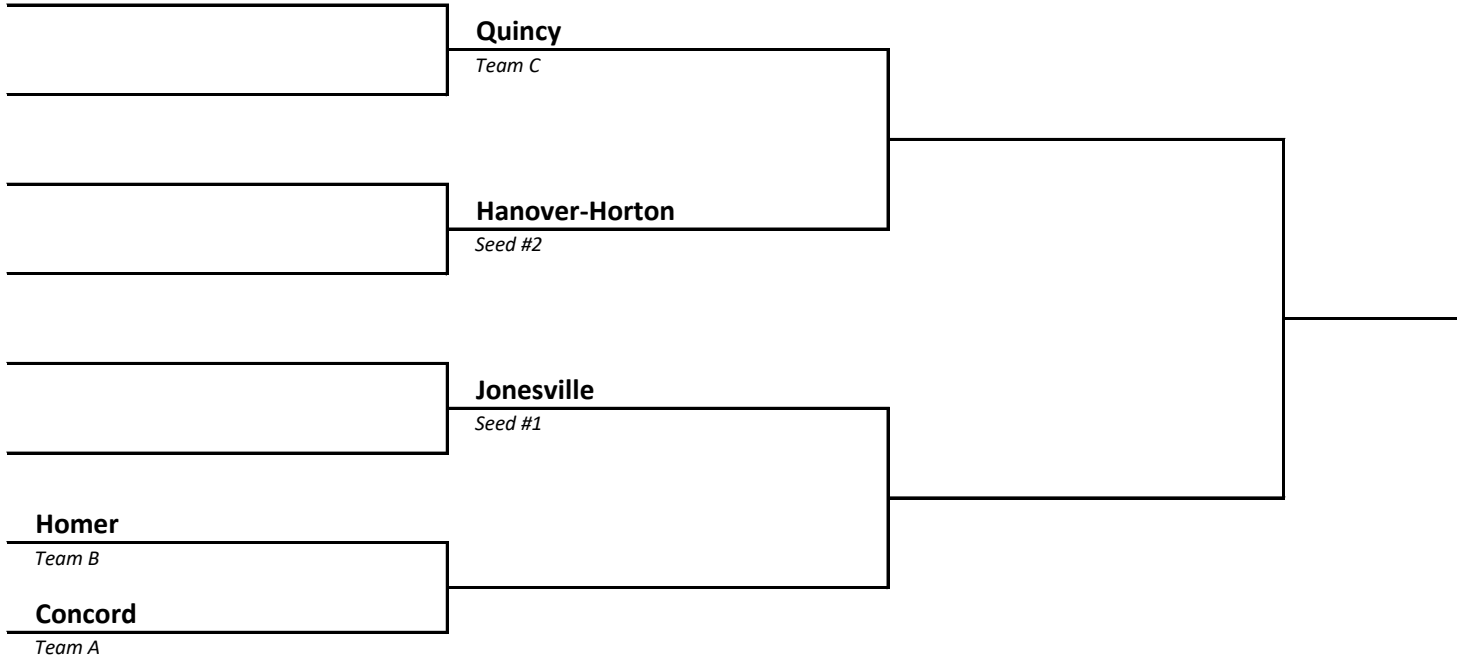 Quincy
Team C
Hanover-Horton
Seed #2
Jonesville
Seed #1
Homer
Team B
Concord
Team A